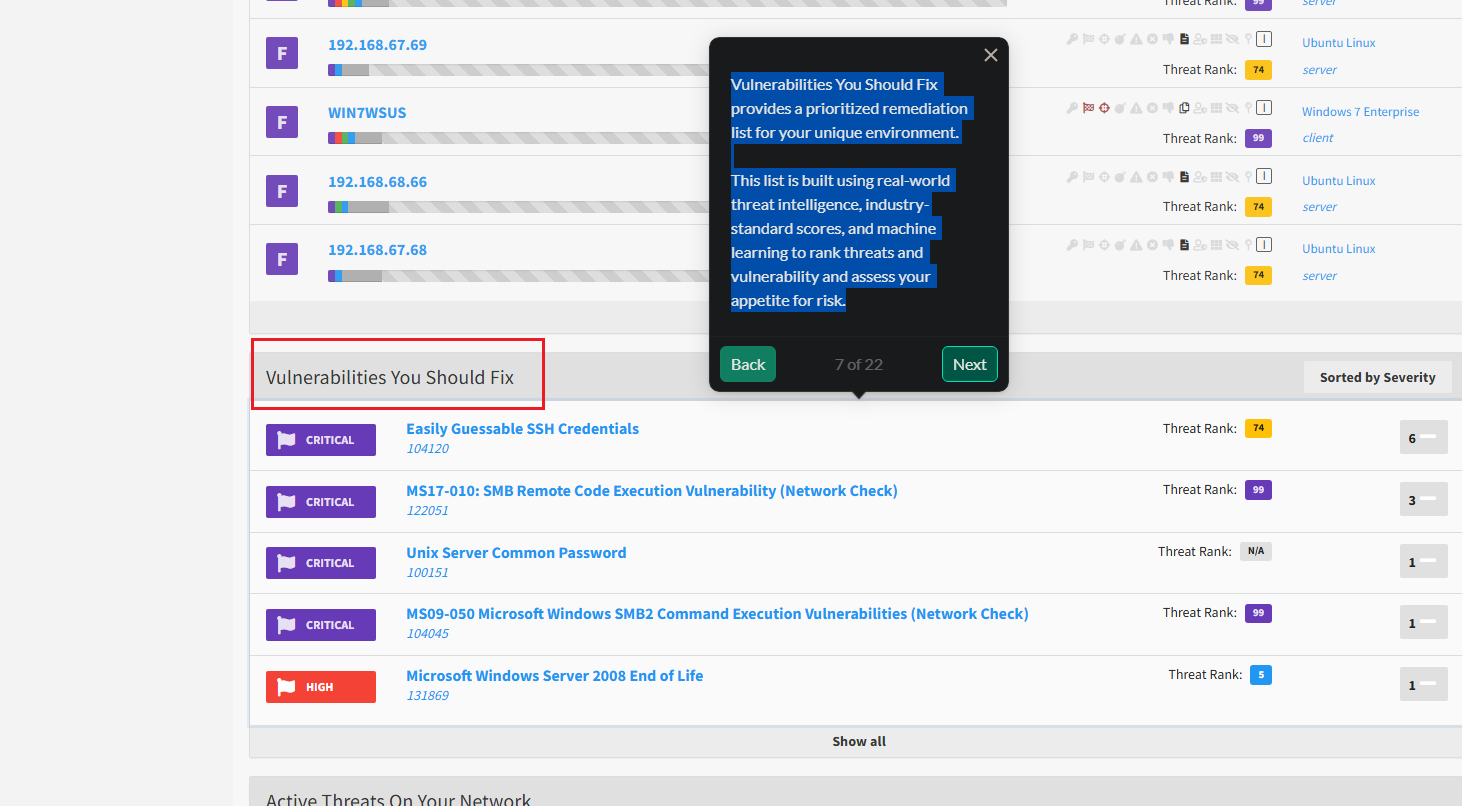 Threat Rank: 99
server
F
192.168.67.69
Ubuntu Linux
Threat Rank: 74
server
F
WIN7WSUS
Windows 7 Enterprise
Threat Rank: 99
client
F
192.168.68.66
Ubuntu Linux
Threat Rank: 74
server
F
192.168.67.68
Ubuntu Linux
Threat Rank: 74
server
Vulnerabilities You Should Fix
provides a prioritized remediation
list for your unique environment.
This list is built using real-world
threat intelligence, industry-
standard scores, and machine
learning to rank threats and
vulnerability and assess your
appetite for risk.
Back
7 of 22
Next
Vulnerabilities You Should Fix
Sorted by Severity
CRITICAL
Easily Guessable SSH Credentials
104120
Threat Rank: 74
6
CRITICAL
MS17-010: SMB Remote Code Execution Vulnerability (Network Check)
122051
Threat Rank: 99
3
CRITICAL
Unix Server Common Password
100151
Threat Rank: N/A
1
CRITICAL
MS09-050 Microsoft Windows SMB2 Command Execution Vulnerabilities (Network Check)
104045
Threat Rank: 99
1
HIGH
Microsoft Windows Server 2008 End of Life
131869
Threat Rank: 5
1
Show all
Active Threats On Your Network